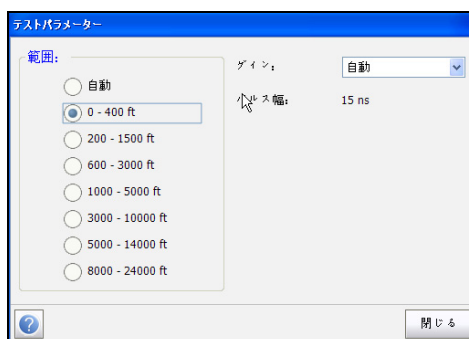 テストパラメーター
範囲:
自動
0 - 400 ft
200 - 1500 ft
600 - 3000 ft
1000 - 5000 ft
3000 - 10000 ft
5000 - 14000 ft
8000 - 24000 ft
ゲイン:
自動
パルス幅:
15 ns
?
閉じる